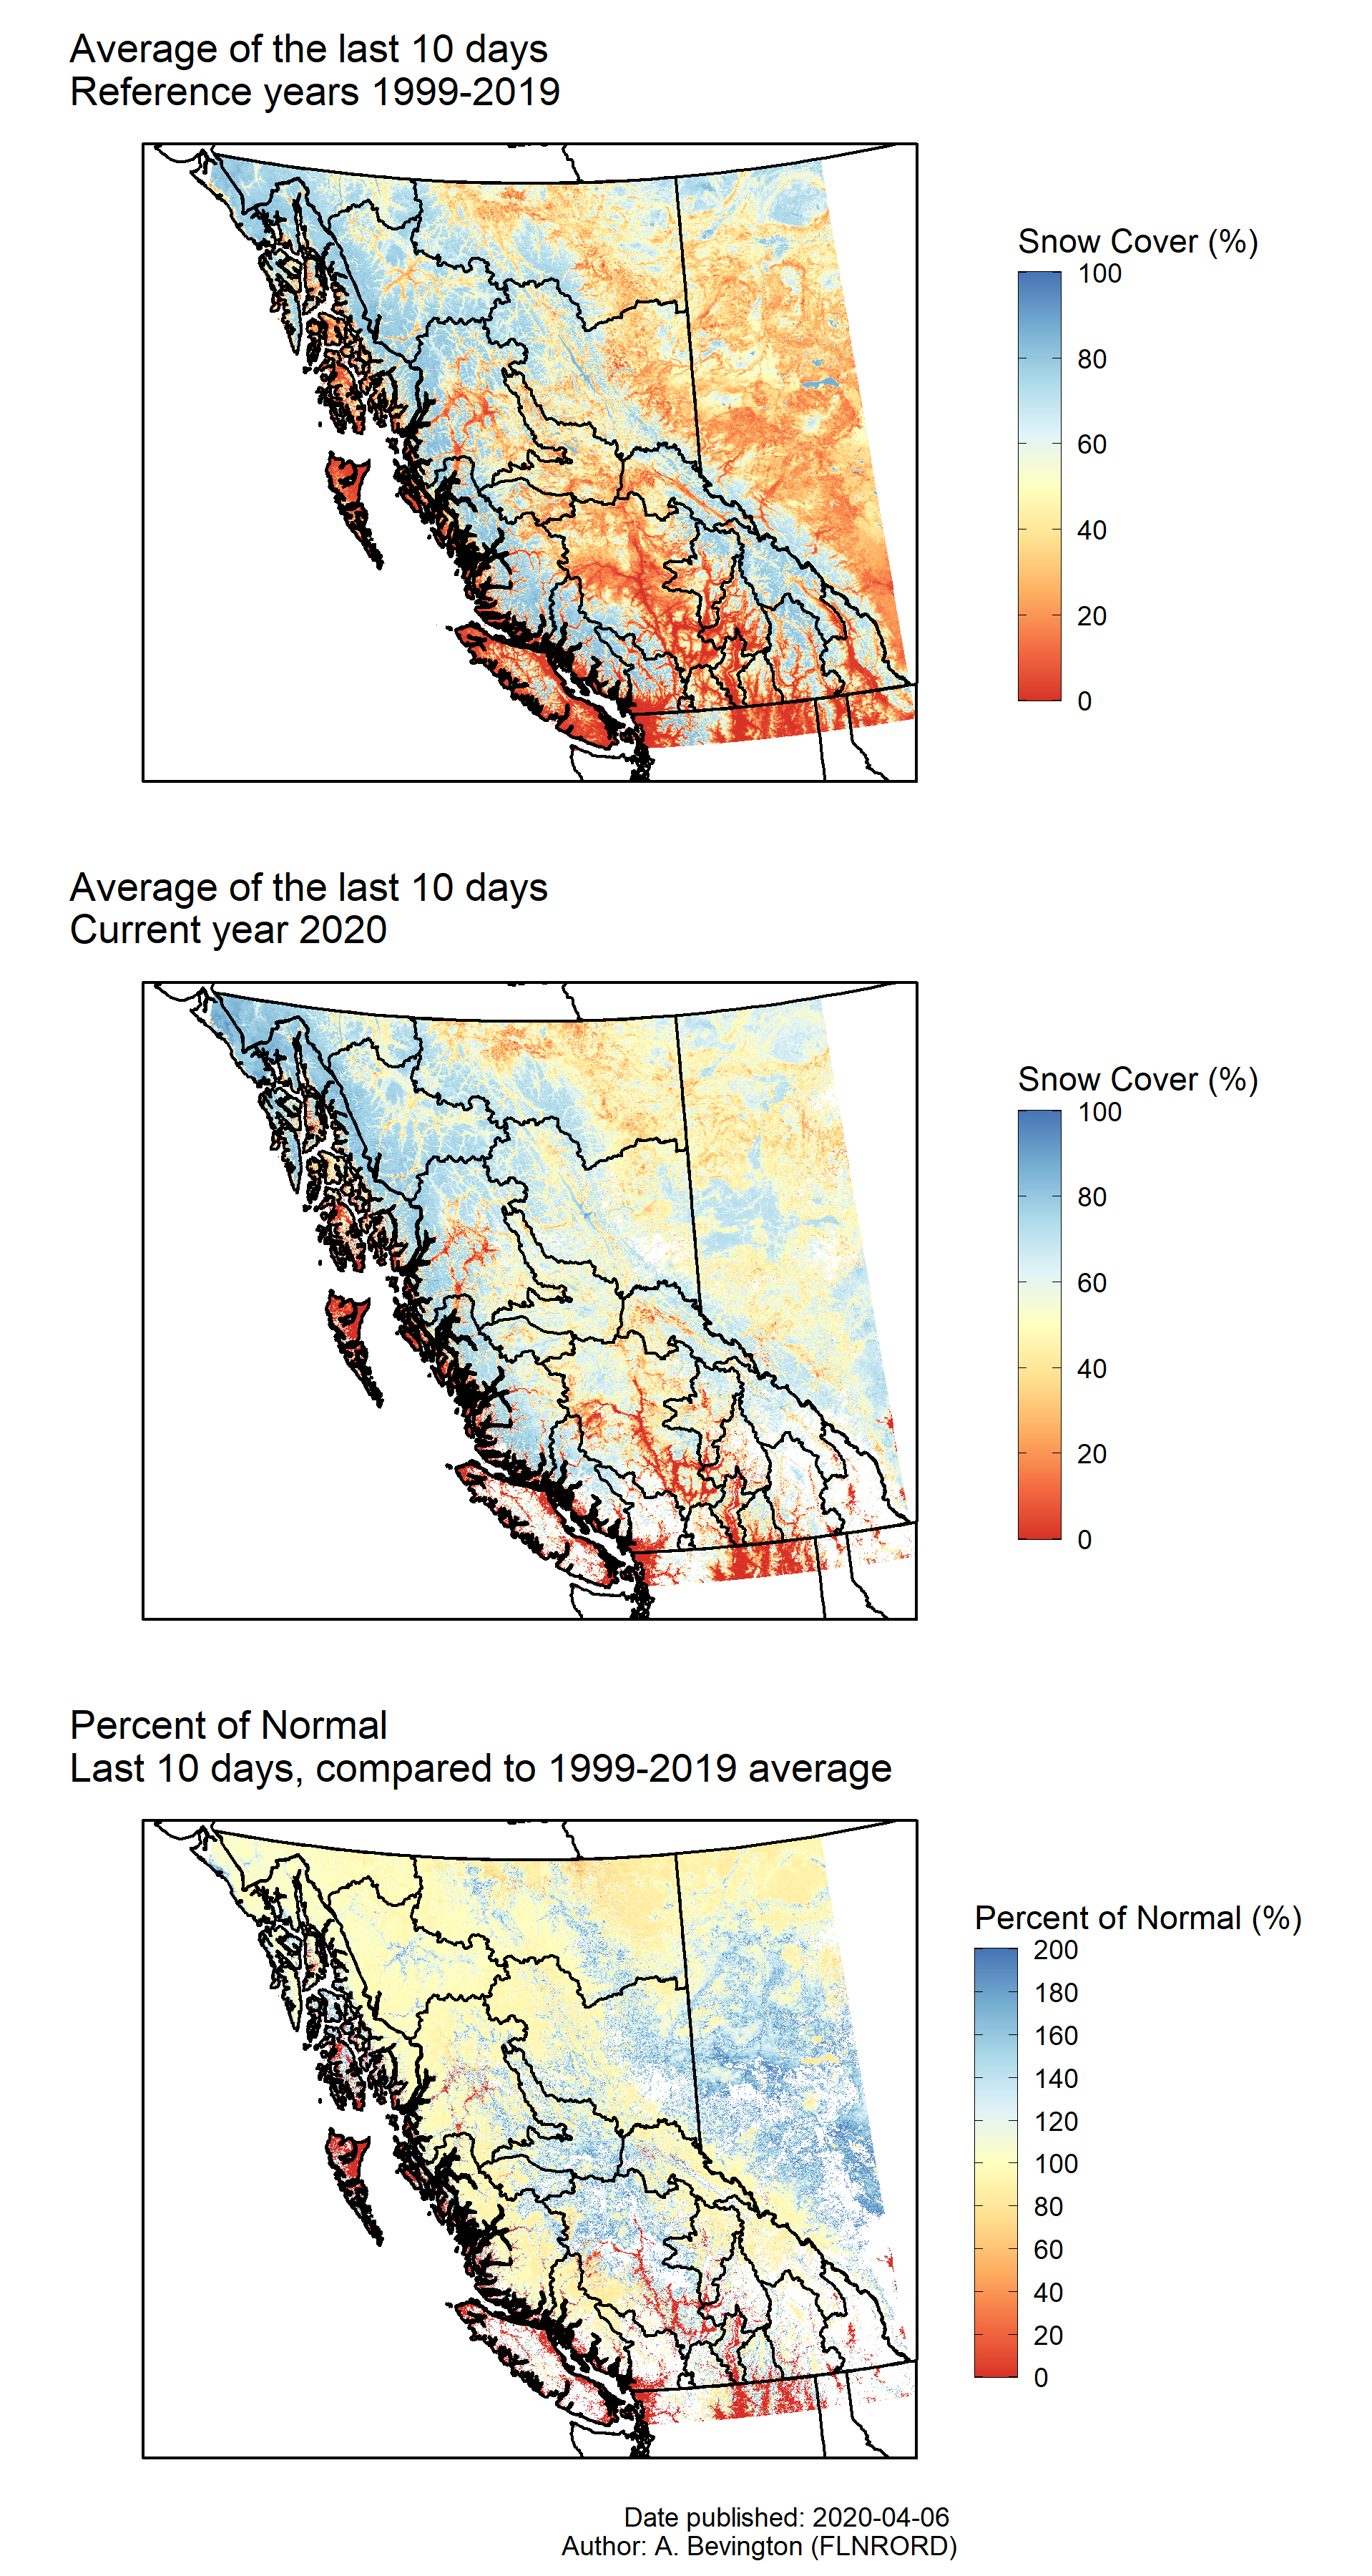 Average of the last 10 days
Reference years 1999-2019
Snow Cover (%)
100
80
60
40
20
0
Average of the last 10 days
Current year 2020
Snow Cover (%)
100
80
60
40
20
0
Percent of Normal
Last 10 days, compared to 1999-2019 average
Percent of Normal (%)
200
180
160
140
120
100
80
60
40
20
0
Date published: 2020-04-06
Author: A. Bevington (FLNRORD)